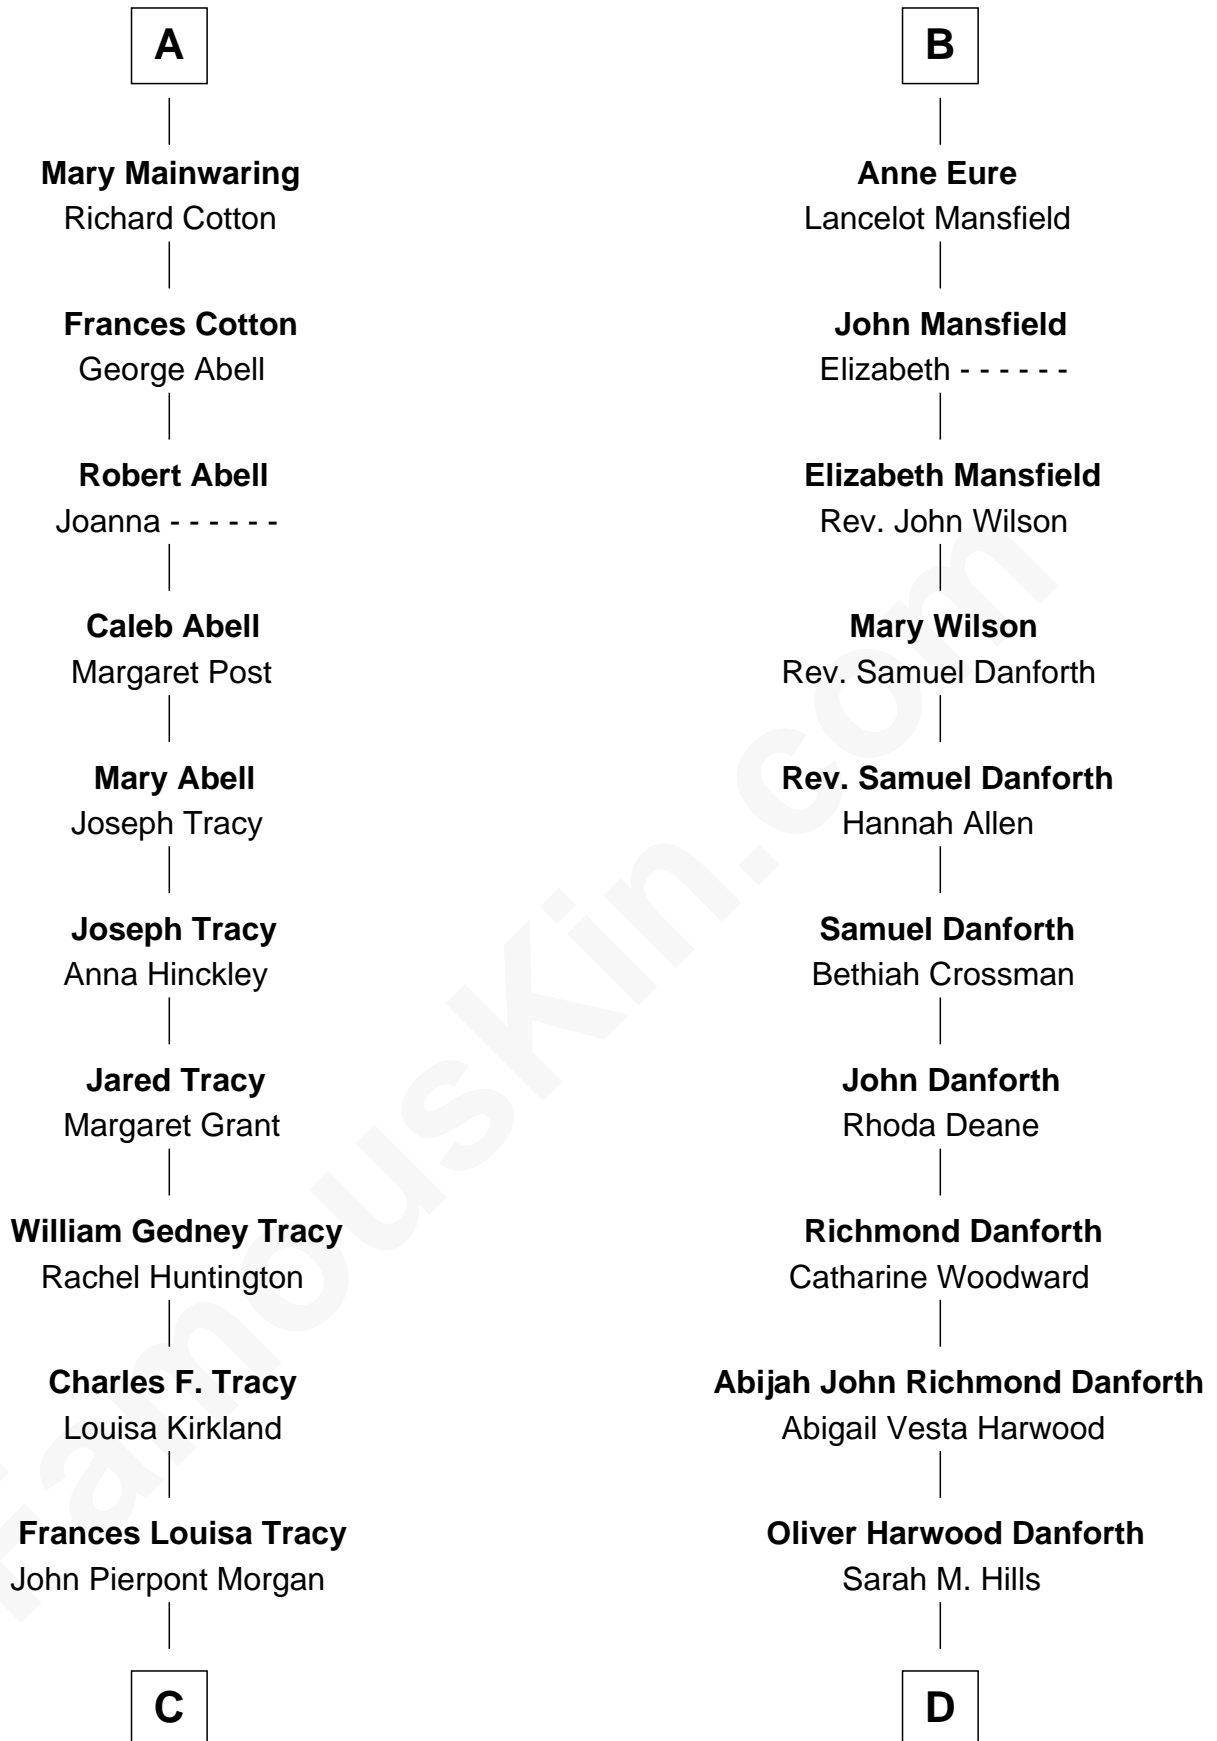 A
Mary Mainwaring
Richard Cotton
Frances Cotton
George Abell
Robert Abell
Joanna - - - - - -
Caleb Abell
Margaret Post
Mary Abell
Joseph Tracy
Joseph Tracy
Anna Hinckley
Jared Tracy
Margaret Grant
William Gedney Tracy
Rachel Huntington
Charles F. Tracy
Louisa Kirkland
Frances Louisa Tracy
John Pierpont Morgan
C
B
Anne Eure
Lancelot Mansfield
John Mansfield
Elizabeth - - - - - -
Elizabeth Mansfield
Rev. John Wilson
Mary Wilson
Rev. Samuel Danforth
Rev. Samuel Danforth
Hannah Allen
Samuel Danforth
Bethiah Crossman
John Danforth
Rhoda Deane
Richmond Danforth
Catharine Woodward
Abijah John Richmond Danforth
Abigail Vesta Harwood
Oliver Harwood Danforth
Sarah M. Hills
D
FamousKin.com